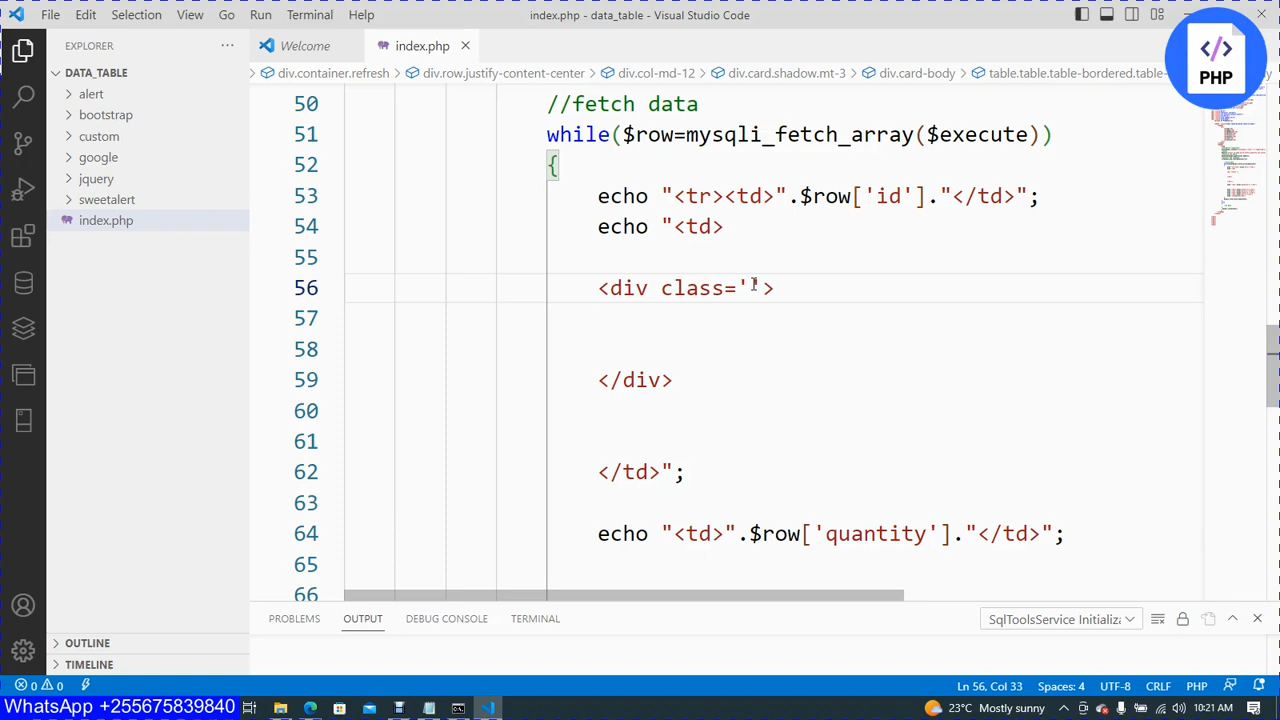 File Edit Selection View Go Run Terminal Help
index.php - data_table - Visual Studio Code
EXPLORER
Welcome
index.php
PHP
DATA_TABLE
div.container.refresh > div.row.justify-content-center > div.col-md-12 > div.card.shadow.mt-3 > div.card-body > table.table.table-bordered.table-
alert
bootstrap
custom
google
jquery
sweetalert
index.php
50 //fetch data
51 while($row=mysqli_fetch_array($execute))
52 {
53 echo "<tr><td>".$row['id']."</td>";
54 echo "<td>
55
56 <div class=''>
57
58
59 </div>
60
61
62 </td>";
63
64 echo "<td>".$row['quantity']."</td>";
65
66
PROBLEMS OUTPUT DEBUG CONSOLE TERMINAL
SqlToolsService Initializa
OUTLINE
TIMELINE
0 0
Ln 56, Col 33 Spaces: 4 UTF-8 CRLF PHP
WhatsApp +255675839840
23°C Mostly sunny
10:21 AM